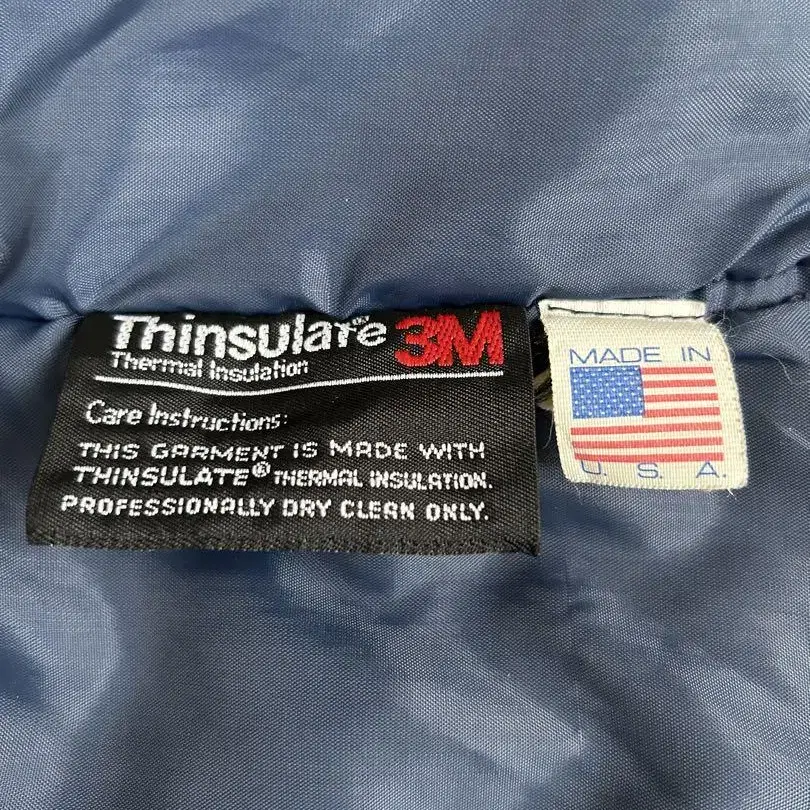 Thinsulate™ 3M
Thermal Insulation
Care Instructions:
THIS GARMENT IS MADE WITH
THINSULATE® THERMAL INSULATION.
PROFESSIONALLY DRY CLEAN ONLY.
MADE IN
U. S. A.